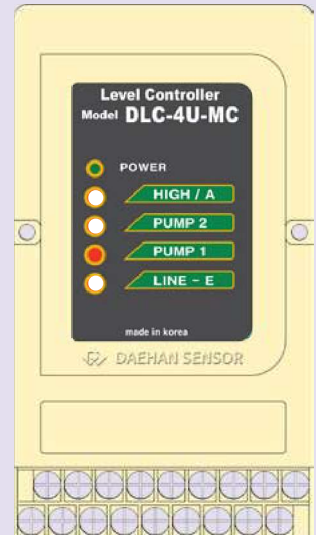 Level Controller
Model DLC-4U-MC
POWER
HIGH / A
PUMP 2
PUMP 1
LINE - E
made in korea
DAEHAN SENSOR